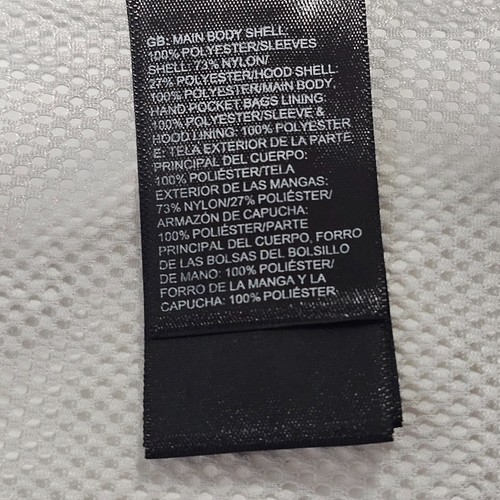 GB: MAIN BODY SHELL:
100% POLYESTER/SLEEVES
SHELL: 73% NYLON/
27% POLYESTER/HOOD SHELL:
100% POLYESTER/MAIN BODY,
HAND POCKET BAGS LINING:
100% POLYESTER/SLEEVE &
HOOD LINING: 100% POLYESTER
E: TELA EXTERIOR DE LA PARTE
PRINCIPAL DEL CUERPO:
100% POLIÉSTER/TELA
EXTERIOR DE LAS MANGAS:
73% NYLON/27% POLIÉSTER/
ARMAZÓN DE CAPUCHA:
100% POLIÉSTER/PARTE
PRINCIPAL DEL CUERPO, FORRO
DE LAS BOLSAS DEL BOLSILLO
DE MANO: 100% POLIÉSTER/
FORRO DE LA MANGA Y LA
CAPUCHA: 100% POLIÉSTER